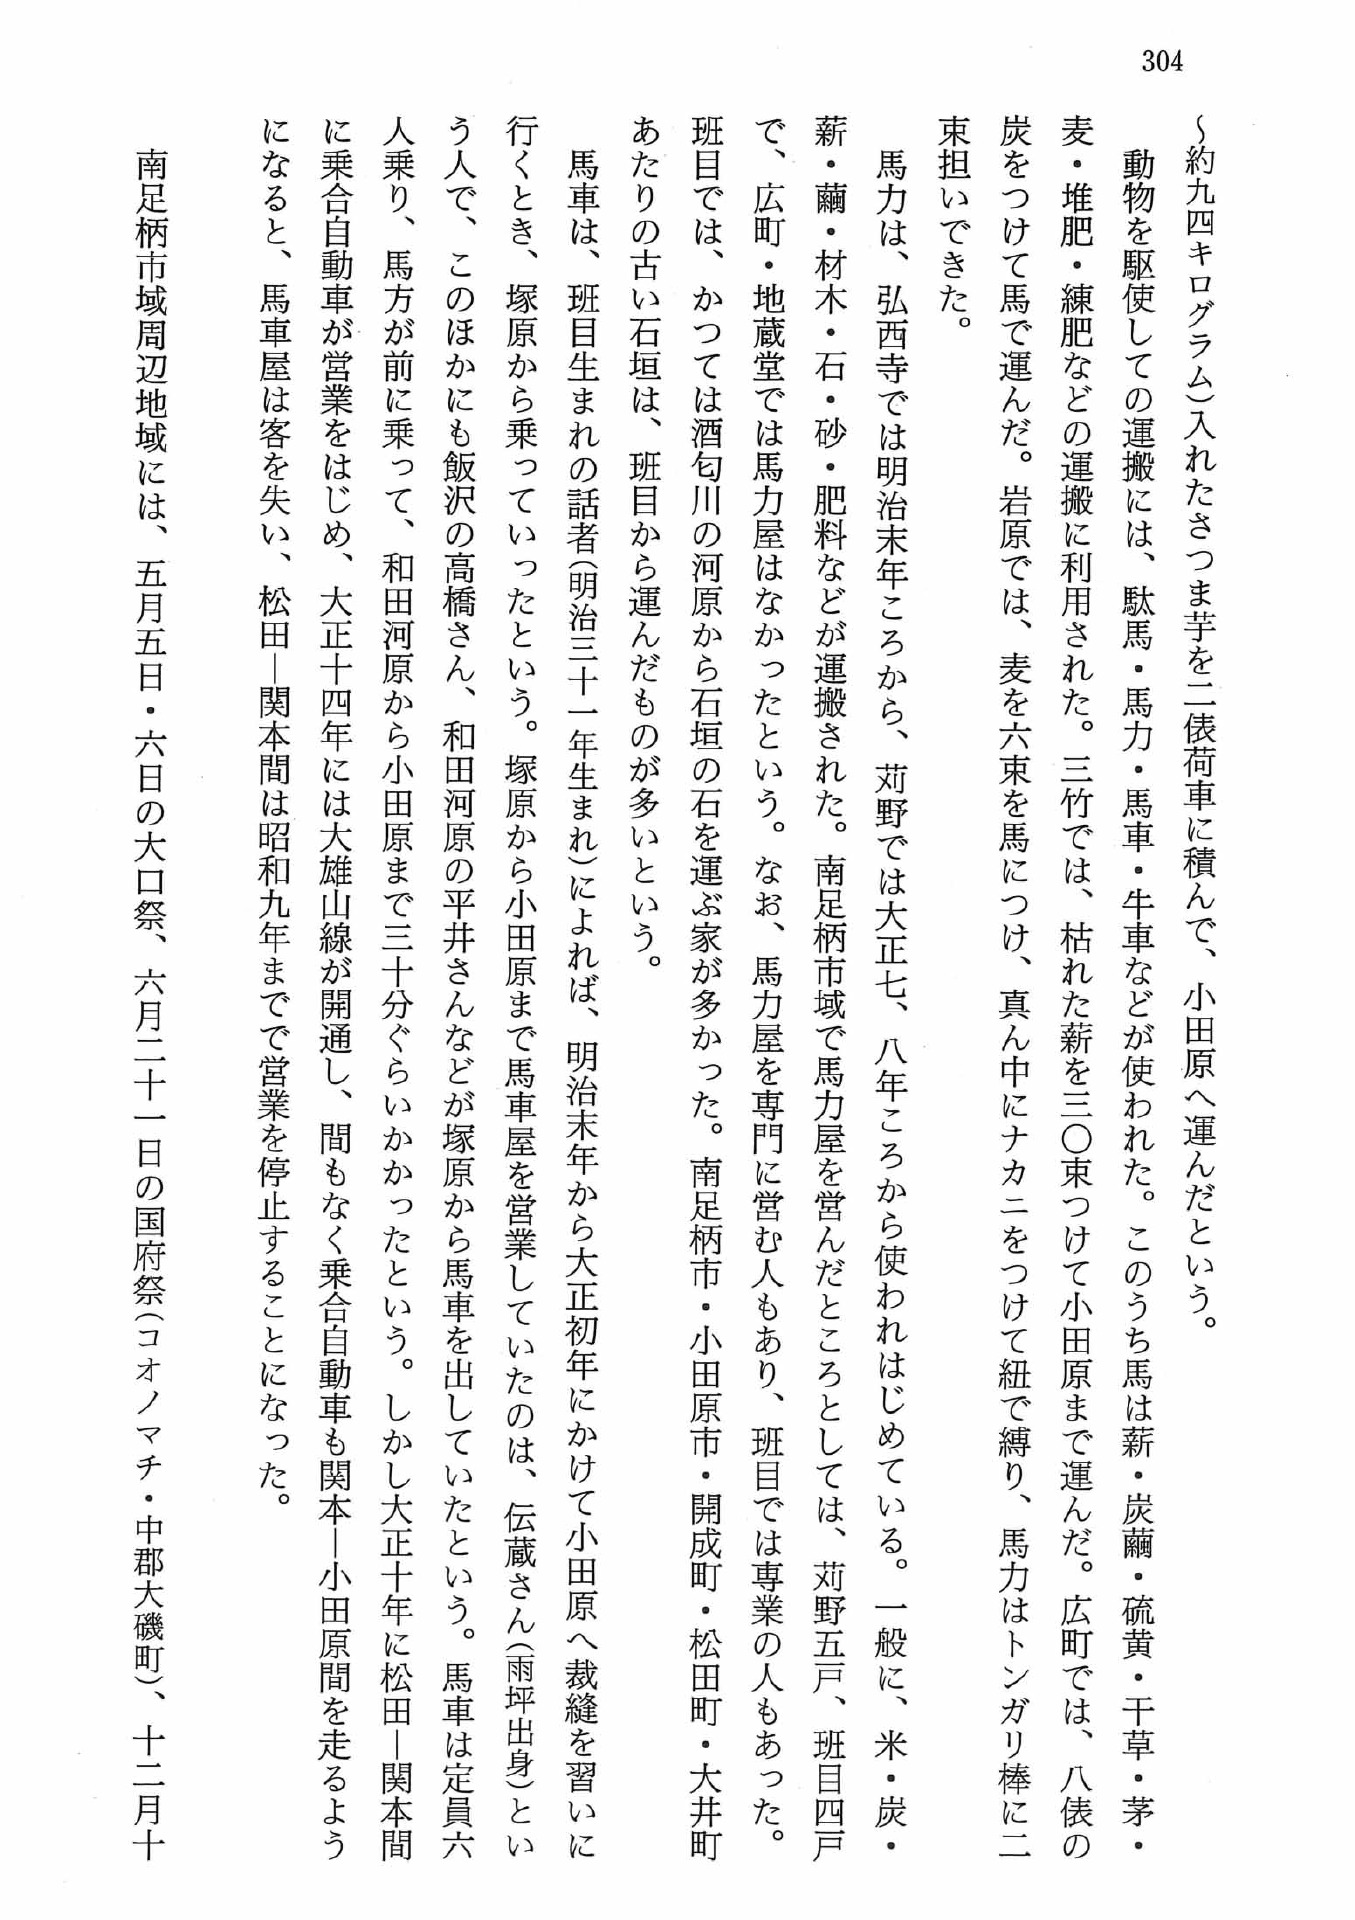 304
～約九四キログラム)入れたさつま芋を二俵荷車に積んで、小田原へ運んだという。
動物を駆使しての運搬には、駄馬・馬力・馬車・牛車などが使われた。このうち馬は薪・炭繭・硫黄・干草・茅・
麦・堆肥・練肥などの運搬に利用された。三竹では、枯れた薪を三〇束つけて小田原まで運んだ。広町では、八俵の
炭をつけて馬で運んだ。岩原では、麦を六束を馬につけ、真ん中にナカニをつけて紐で縛り、馬力はトンガリ棒に二
束担いできた。
馬力は、弘西寺では明治末年ころから、苅野では大正七、八年ころから使われはじめている。一般に、米・炭・
薪・繭・材木・石・砂・肥料などが運搬された。南足柄市域で馬力屋を営んだところとしては、苅野五戸、班目四戸
で、広町・地蔵堂では馬力屋はなかったという。なお、馬力屋を専門に営む人もあり、班目では専業の人もあった。
班目では、かつては酒匂川の河原から石垣の石を運ぶ家が多かった。南足柄市・小田原市・開成町・松田町・大井町
あたりの古い石垣は、班目から運んだものが多いという。
馬車は、班目生まれの話者(明治三十一年生まれ)によれば、明治末年から大正初年にかけて小田原へ裁縫を習いに
行くとき、塚原から乗っていったという。塚原から小田原まで馬車屋を営業していたのは、伝蔵さん(雨坪出身)とい
う人で、このほかにも飯沢の高橋さん、和田河原の平井さんなどが塚原から馬車を出していたという。馬車は定員六
人乗り、馬方が前に乗って、和田河原から小田原まで三十分ぐらいかかったという。しかし大正十年に松田―関本間
に乗合自動車が営業をはじめ、大正十四年には大雄山線が開通し、間もなく乗合自動車も関本―小田原間を走るよう
になると、馬車屋は客を失い、松田―関本間は昭和九年までで営業を停止することになった。
南足柄市域周辺地域には、五月五日・六日の大口祭、六月二十一日の国府祭(コオノマチ・中郡大磯町)、十二月十